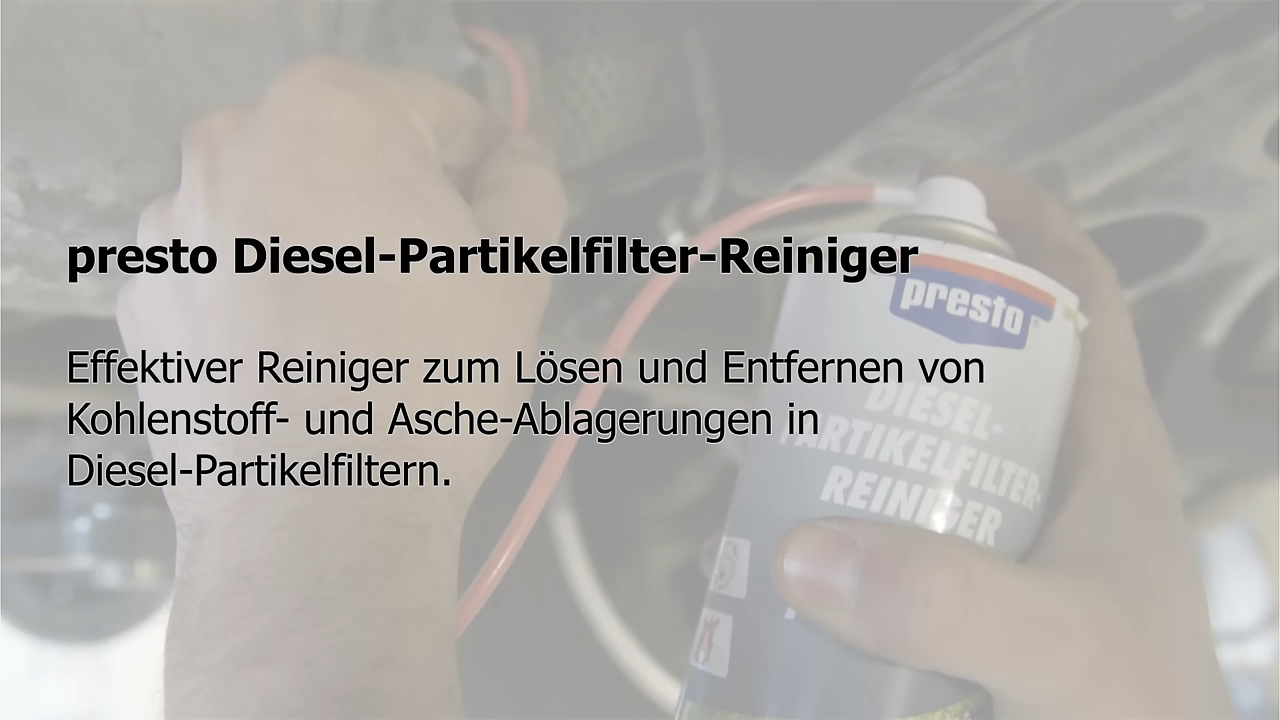 presto Diesel-Partikelfilter-Reiniger
Effektiver Reiniger zum Lösen und Entfernen von
Kohlenstoff- und Asche-Ablagerungen in
Diesel-Partikelfiltern.
presto
DIESEL-
PARTIKELFILTER-
REINIGER